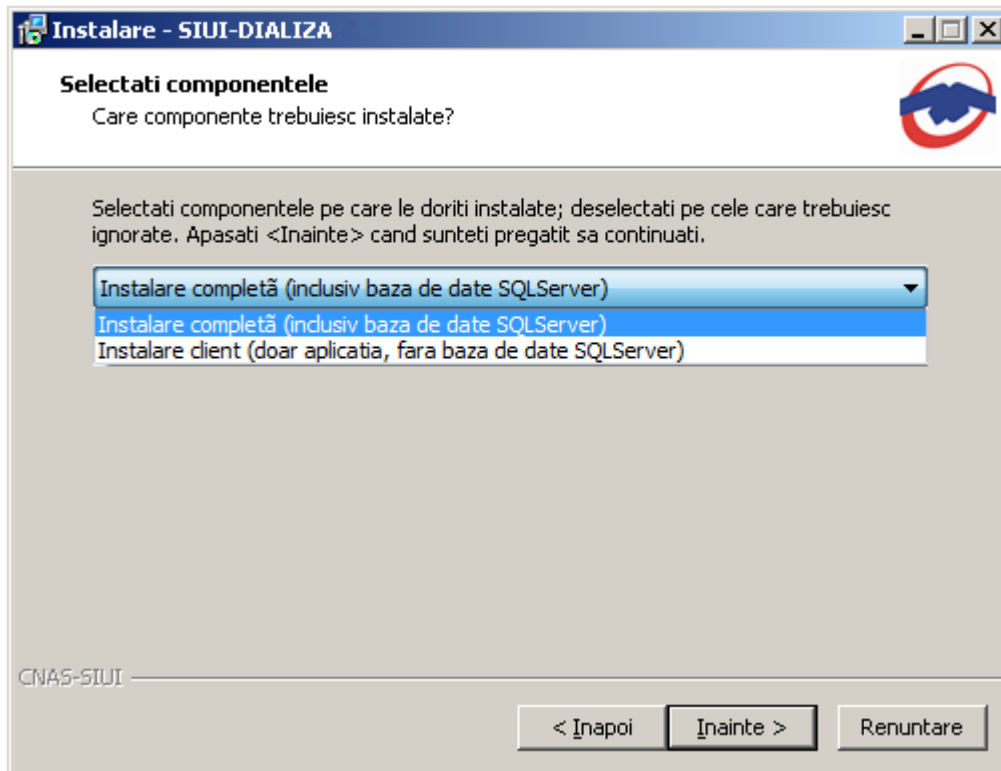 Instalare - SIUI-DIALIZA
Selectati componentele
Care componente trebuiesc instalate?
Selectati componentele pe care le doriti instalate; deselectati pe cele care trebuiesc
ignorate. Apasati <Inainte> cand sunteti pregatit sa continuati.
Instalare completã (inclusiv baza de date SQLServer)
Instalare completã (inclusiv baza de date SQLServer)
Instalare client (doar aplicatia, fara baza de date SQLServer)
CNAS-SIUI
< Inapoi
Inainte >
Renuntare